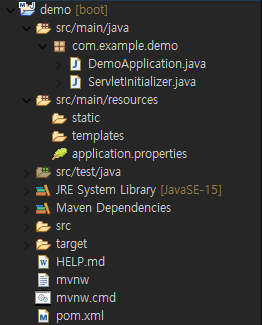 demo [boot]
src/main/java
com.example.demo
DemoApplication.java
ServletInitializer.java
src/main/resources
static
templates
application.properties
src/test/java
JRE System Library [JavaSE-15]
Maven Dependencies
src
target
HELP.md
mvnw
mvnw.cmd
pom.xml